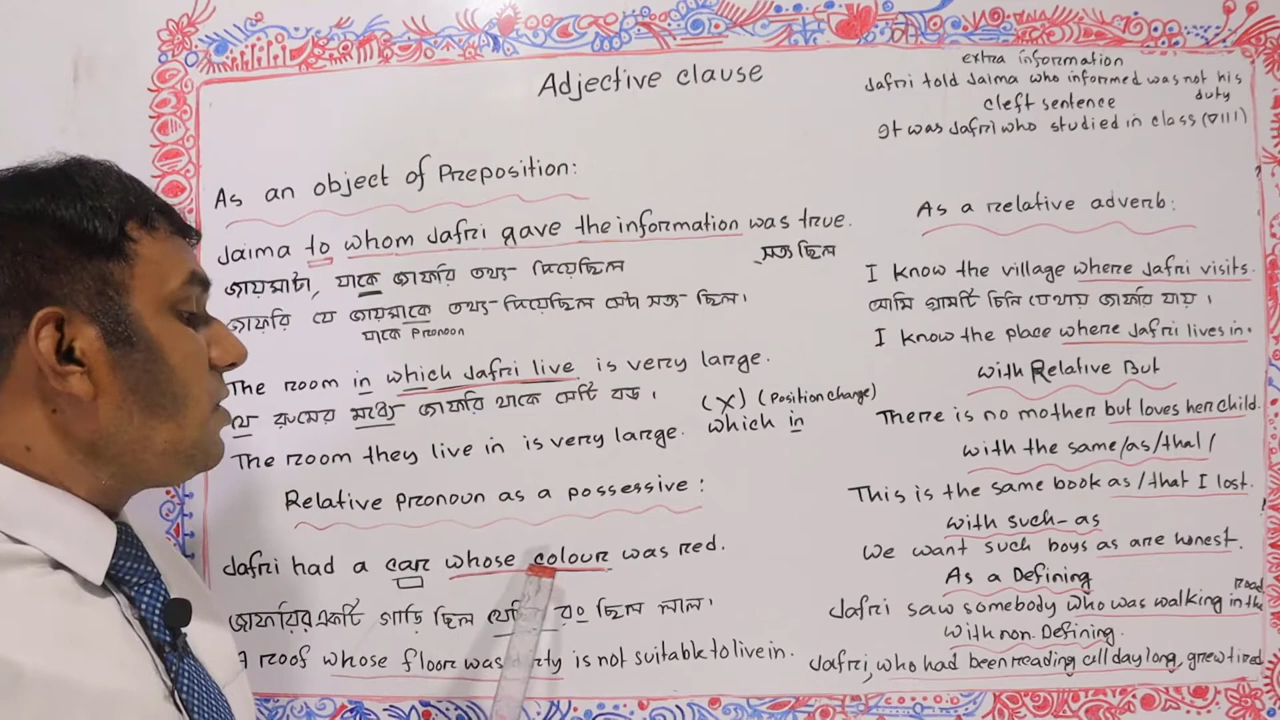 Adjective clause
extra information
Jafri told Jaima who informed was not his duty
cleft sentence
It was Jafri who studied in class (VIII)
As an object of Preposition:
Jaima to whom Jafri gave the information was true.
জায়মাটা, যাকে জাফরি তথ্য দিয়েছিল সত্য ছিল
জাফরি যে জায়মাকে তথ্য দিয়েছিল সেটা সত্য ছিল।
যাকে Pronoun
The room in which Jafri live is very large.
যে রুমের মধ্যে জাফরি থাকে সেটি বড়।
(X) (Position change)
The room they live in is very large. which in
Relative pronoun as a possessive:
Jafri had a car whose colour was red.
একটি গাড়ি ছিল রং ছিল লাল।
roof whose floor was is not suitable to live in.
As a relative adverb:
I know the village where Jafri visits.
আমি গ্রামটি চিনি যেথায় জাফরি যায়।
I know the place where Jafri lives in.
with Relative But
There is no mother but loves her child.
with the same/as/that/
This is the same book as/that I lost.
with such-as
We want such boys as are honest.
As a Defining
Jafri saw somebody who was walking in the road
with non. Defining.
Jafri, who had been reading all day long, grew tired